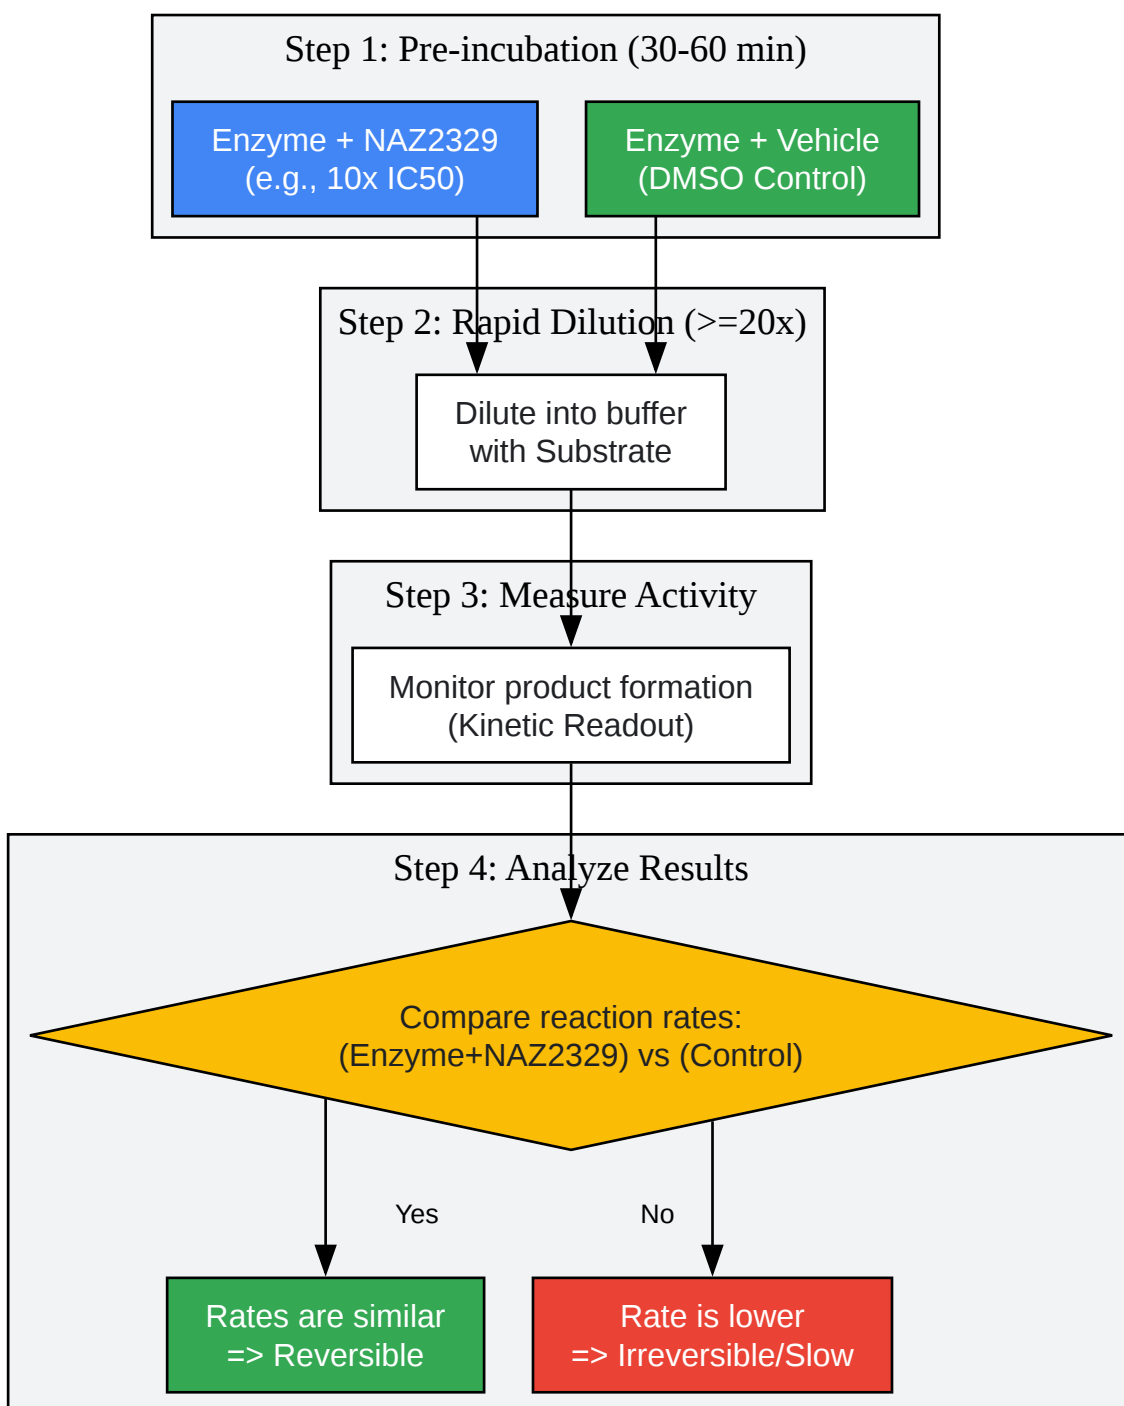 Step 1: Pre-incubation (30-60 min)
Enzyme + NAZ2329
(e.g., 10x IC50)
Enzyme + Vehicle
(DMSO Control)
Step 2: Rapid Dilution (>=20x)
Dilute into buffer
with Substrate
Step 3: Measure Activity
Monitor product formation
(Kinetic Readout)
Step 4: Analyze Results
Compare reaction rates:
(Enzyme+NAZ2329) vs (Control)
Yes
No
Rates are similar
=> Reversible
Rate is lower
=> Irreversible/Slow